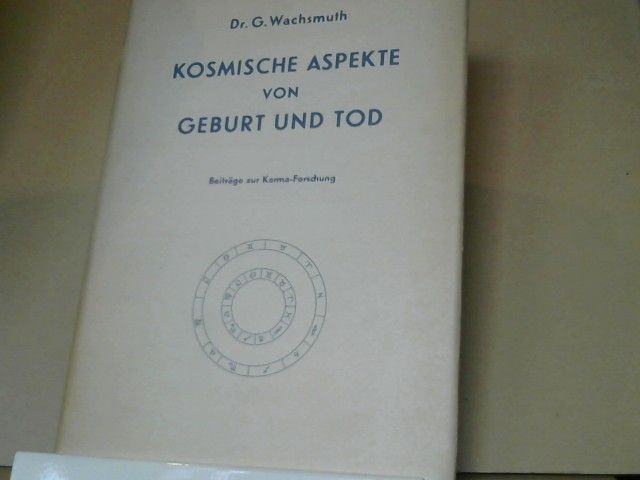 Dr. G. Wachsmuth
KOSMISCHE ASPEKTE
VON
GEBURT UND TOD
Beiträge zur Karma-Forschung